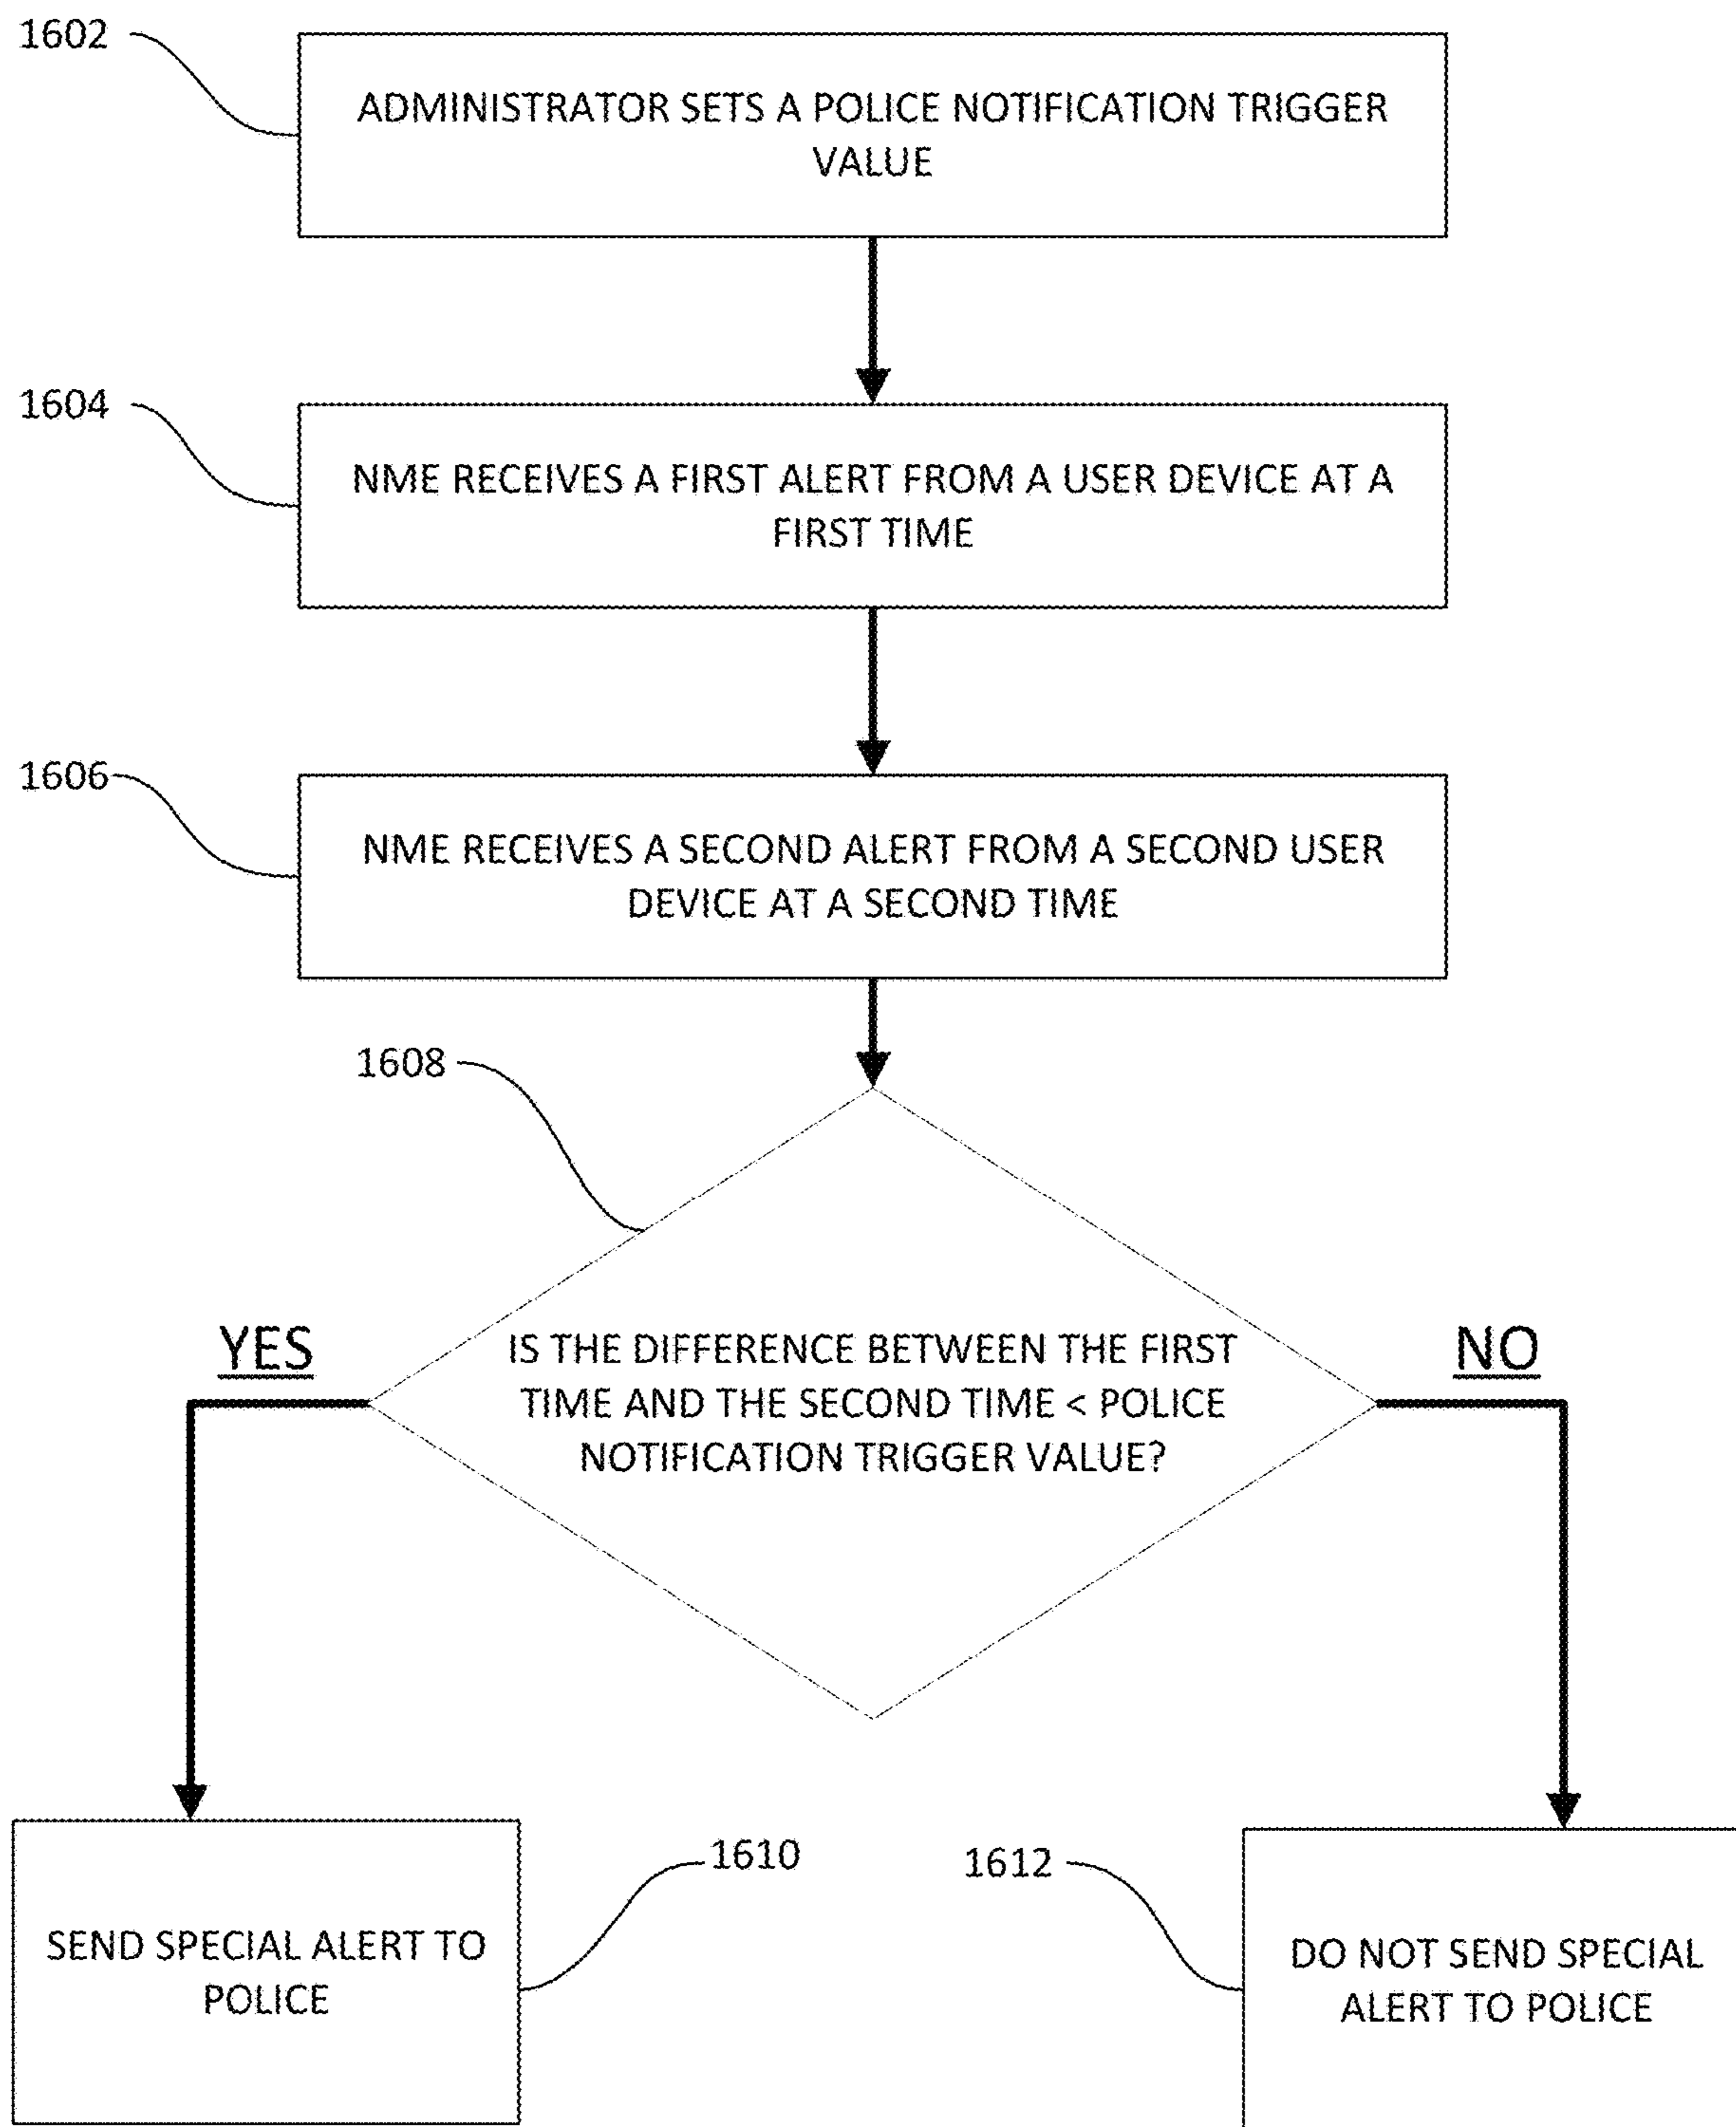 1602
ADMINISTRATOR SETS A POLICE NOTIFICATION TRIGGER
VALUE
1604
NME RECEIVES A FIRST ALERT FROM A USER DEVICE AT A
FIRST TIME
1606
NME RECEIVES A SECOND ALERT FROM A SECOND USER
DEVICE AT A SECOND TIME
1608
YES
IS THE DIFFERENCE BETWEEN THE FIRST
TIME AND THE SECOND TIME < POLICE
NOTIFICATION TRIGGER VALUE?
NO
1610
SEND SPECIAL ALERT TO
POLICE
1612
DO NOT SEND SPECIAL
ALERT TO POLICE